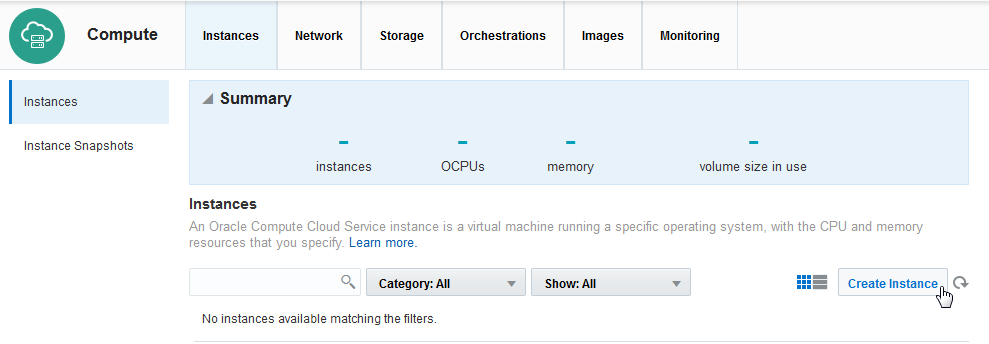 Compute
Instances
Network
Storage
Orchestrations
Images
Monitoring
Instances
Instance Snapshots
Summary
-
-
-
-
instances
OCPUs
memory
volume size in use
Instances
An Oracle Compute Cloud Service instance is a virtual machine running a specific operating system, with the CPU and memory
resources that you specify. Learn more.
Category: All
Show: All
Create Instance
No instances available matching the filters.